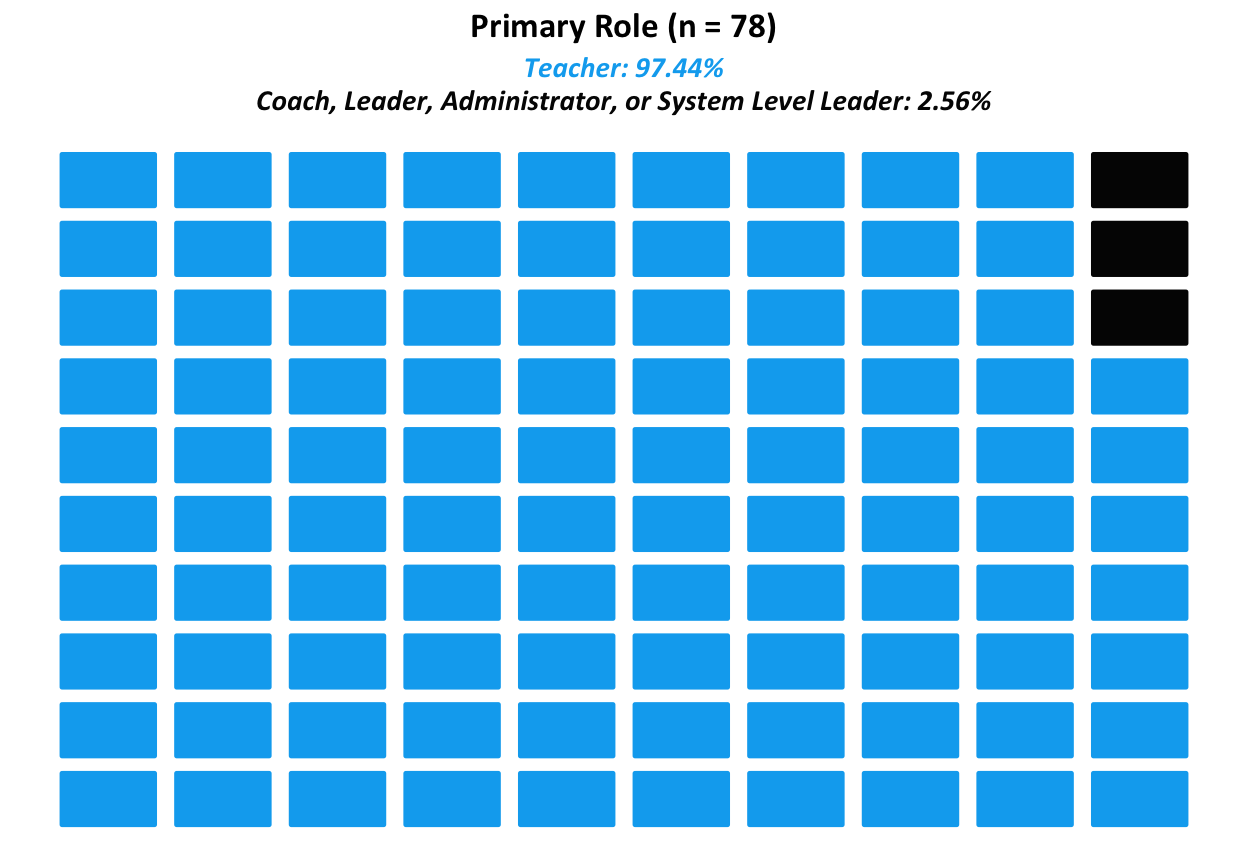 Primary Role (n = 78)
Teacher: 97.44%
Coach, Leader, Administrator, or System Level Leader: 2.56%